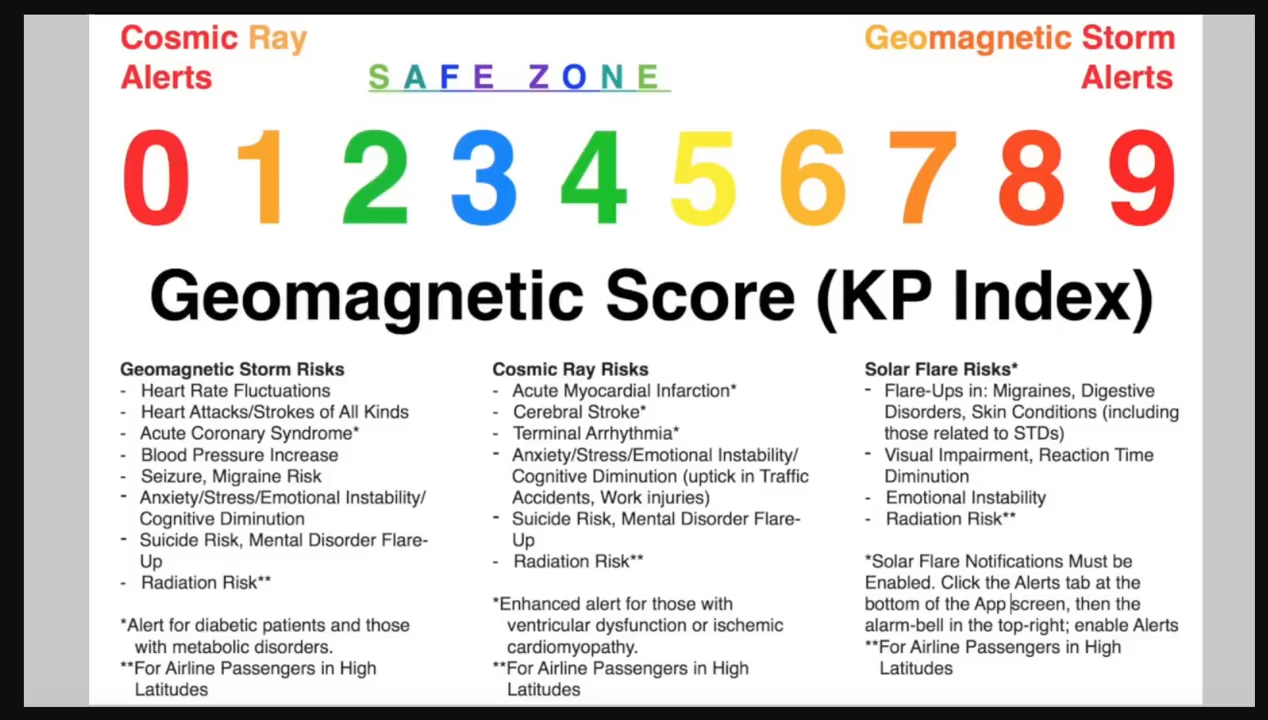 Cosmic Ray
Alerts
SAFE ZONE
Geomagnetic Storm
Alerts
0 1 2 3 4 5 6 7 8 9
Geomagnetic Score (KP Index)
Geomagnetic Storm Risks
- Heart Rate Fluctuations
- Heart Attacks/Strokes of All Kinds
- Acute Coronary Syndrome*
- Blood Pressure Increase
- Seizure, Migraine Risk
- Anxiety/Stress/Emotional Instability/
Cognitive Diminution
- Suicide Risk, Mental Disorder Flare-
Up
- Radiation Risk**
*Alert for diabetic patients and those
with metabolic disorders.
**For Airline Passengers in High
Latitudes
Cosmic Ray Risks
- Acute Myocardial Infarction*
- Cerebral Stroke*
- Terminal Arrhythmia*
- Anxiety/Stress/Emotional Instability/
Cognitive Diminution (uptick in Traffic
Accidents, Work injuries)
- Suicide Risk, Mental Disorder Flare-
Up
- Radiation Risk**
*Enhanced alert for those with
ventricular dysfunction or ischemic
cardiomyopathy.
**For Airline Passengers in High
Latitudes
Solar Flare Risks*
- Flare-Ups in: Migraines, Digestive
Disorders, Skin Conditions (including
those related to STDs)
- Visual Impairment, Reaction Time
Diminution
- Emotional Instability
- Radiation Risk**
*Solar Flare Notifications Must be
Enabled. Click the Alerts tab at the
bottom of the App screen, then the
alarm-bell in the top-right; enable Alerts
**For Airline Passengers in High
Latitudes